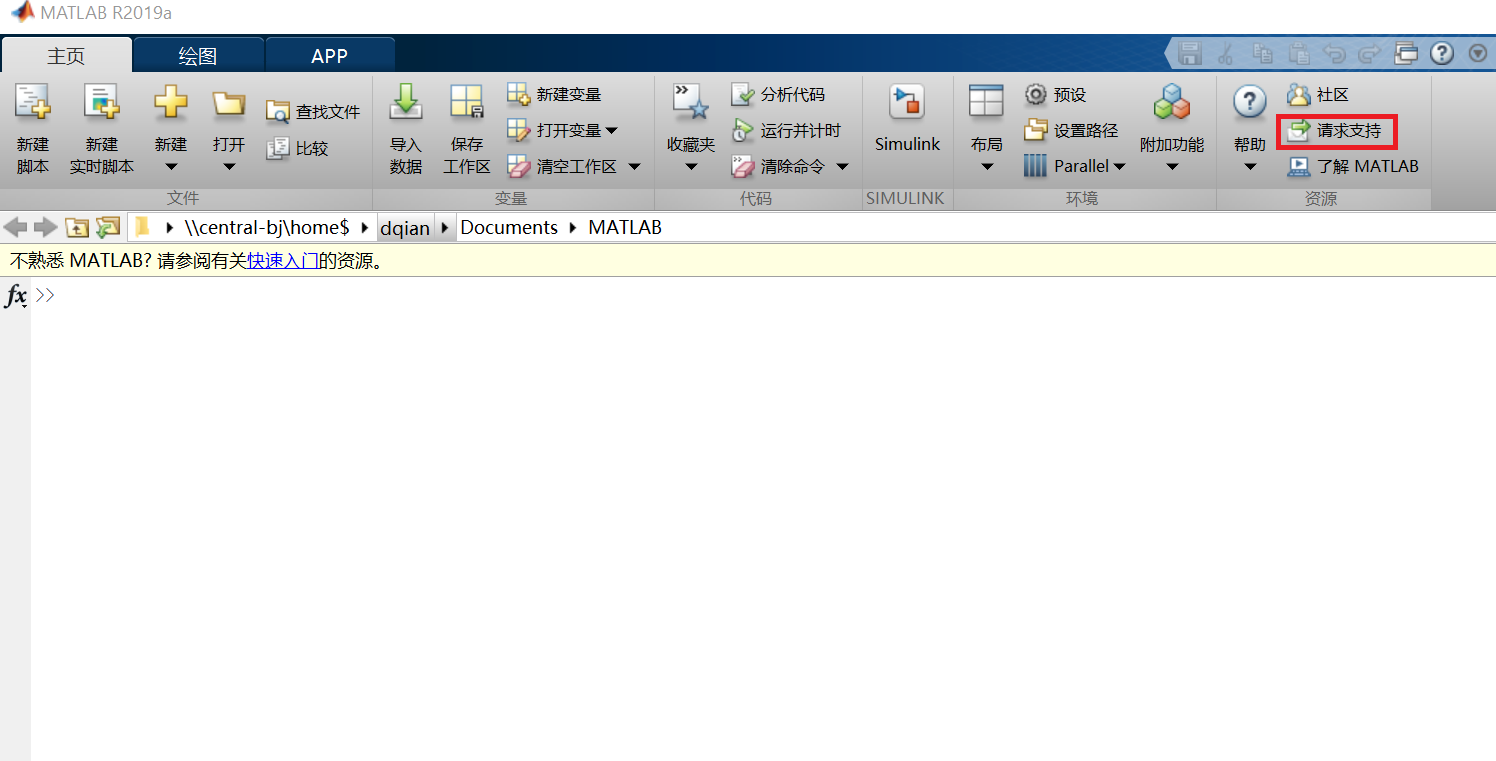 MATLAB R2019a
主页 绘图 APP
新建 脚本
新建 实时脚本
新建
打开
查找文件
比较
导入 数据
保存 工作区
新建变量
打开变量
清空工作区
收藏夹
分析代码
运行并计时
清除命令
Simulink
布局
预设
设置路径
Parallel
附加功能
帮助
社区
请求支持
了解 MATLAB
文件 变量 代码 SIMULINK 环境 资源
\\central-bj\home$ dqian Documents MATLAB
不熟悉 MATLAB? 请参阅有关快速入门的资源。
fx >>